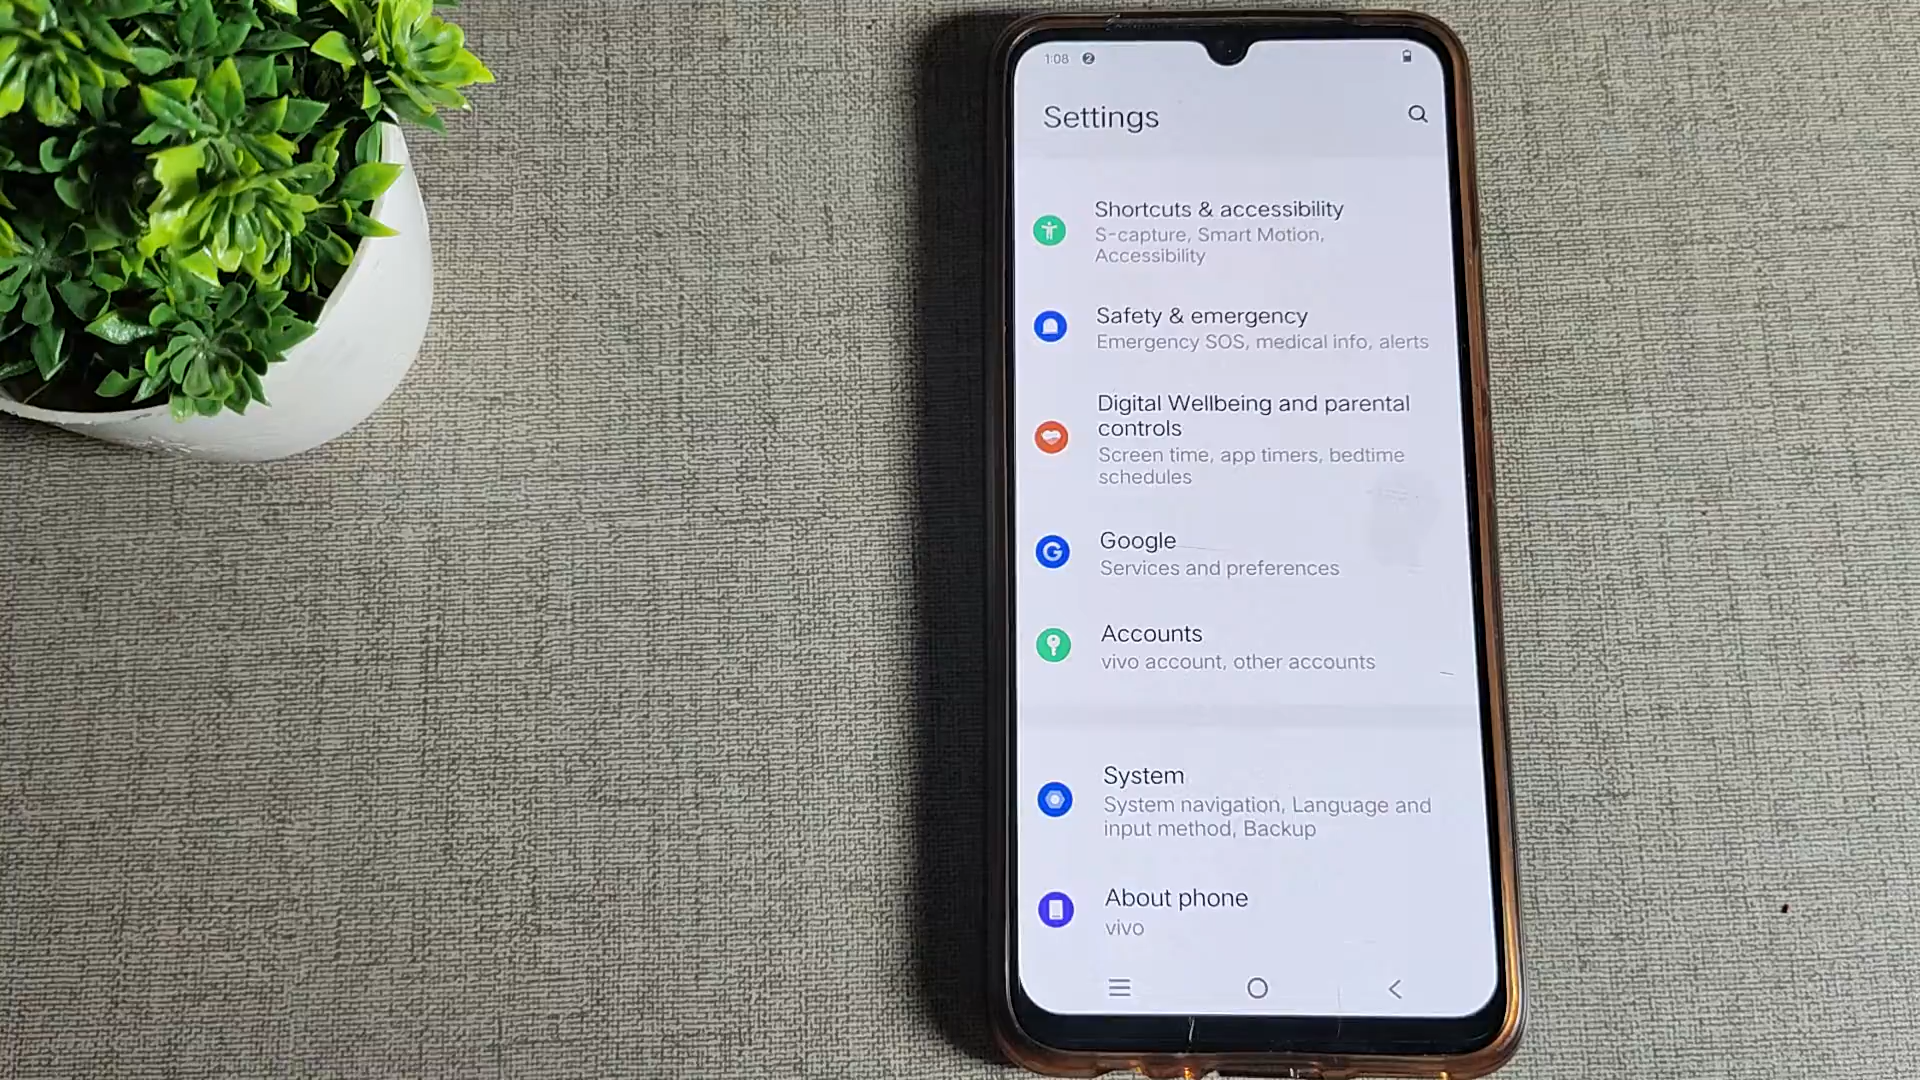 1:08 2
Settings
Shortcuts & accessibility
S-capture, Smart Motion,
Accessibility
Safety & emergency
Emergency SOS, medical info, alerts
Digital Wellbeing and parental
controls
Screen time, app timers, bedtime
schedules
Google
Services and preferences
Accounts
vivo account, other accounts
System
System navigation, Language and
input method, Backup
About phone
vivo